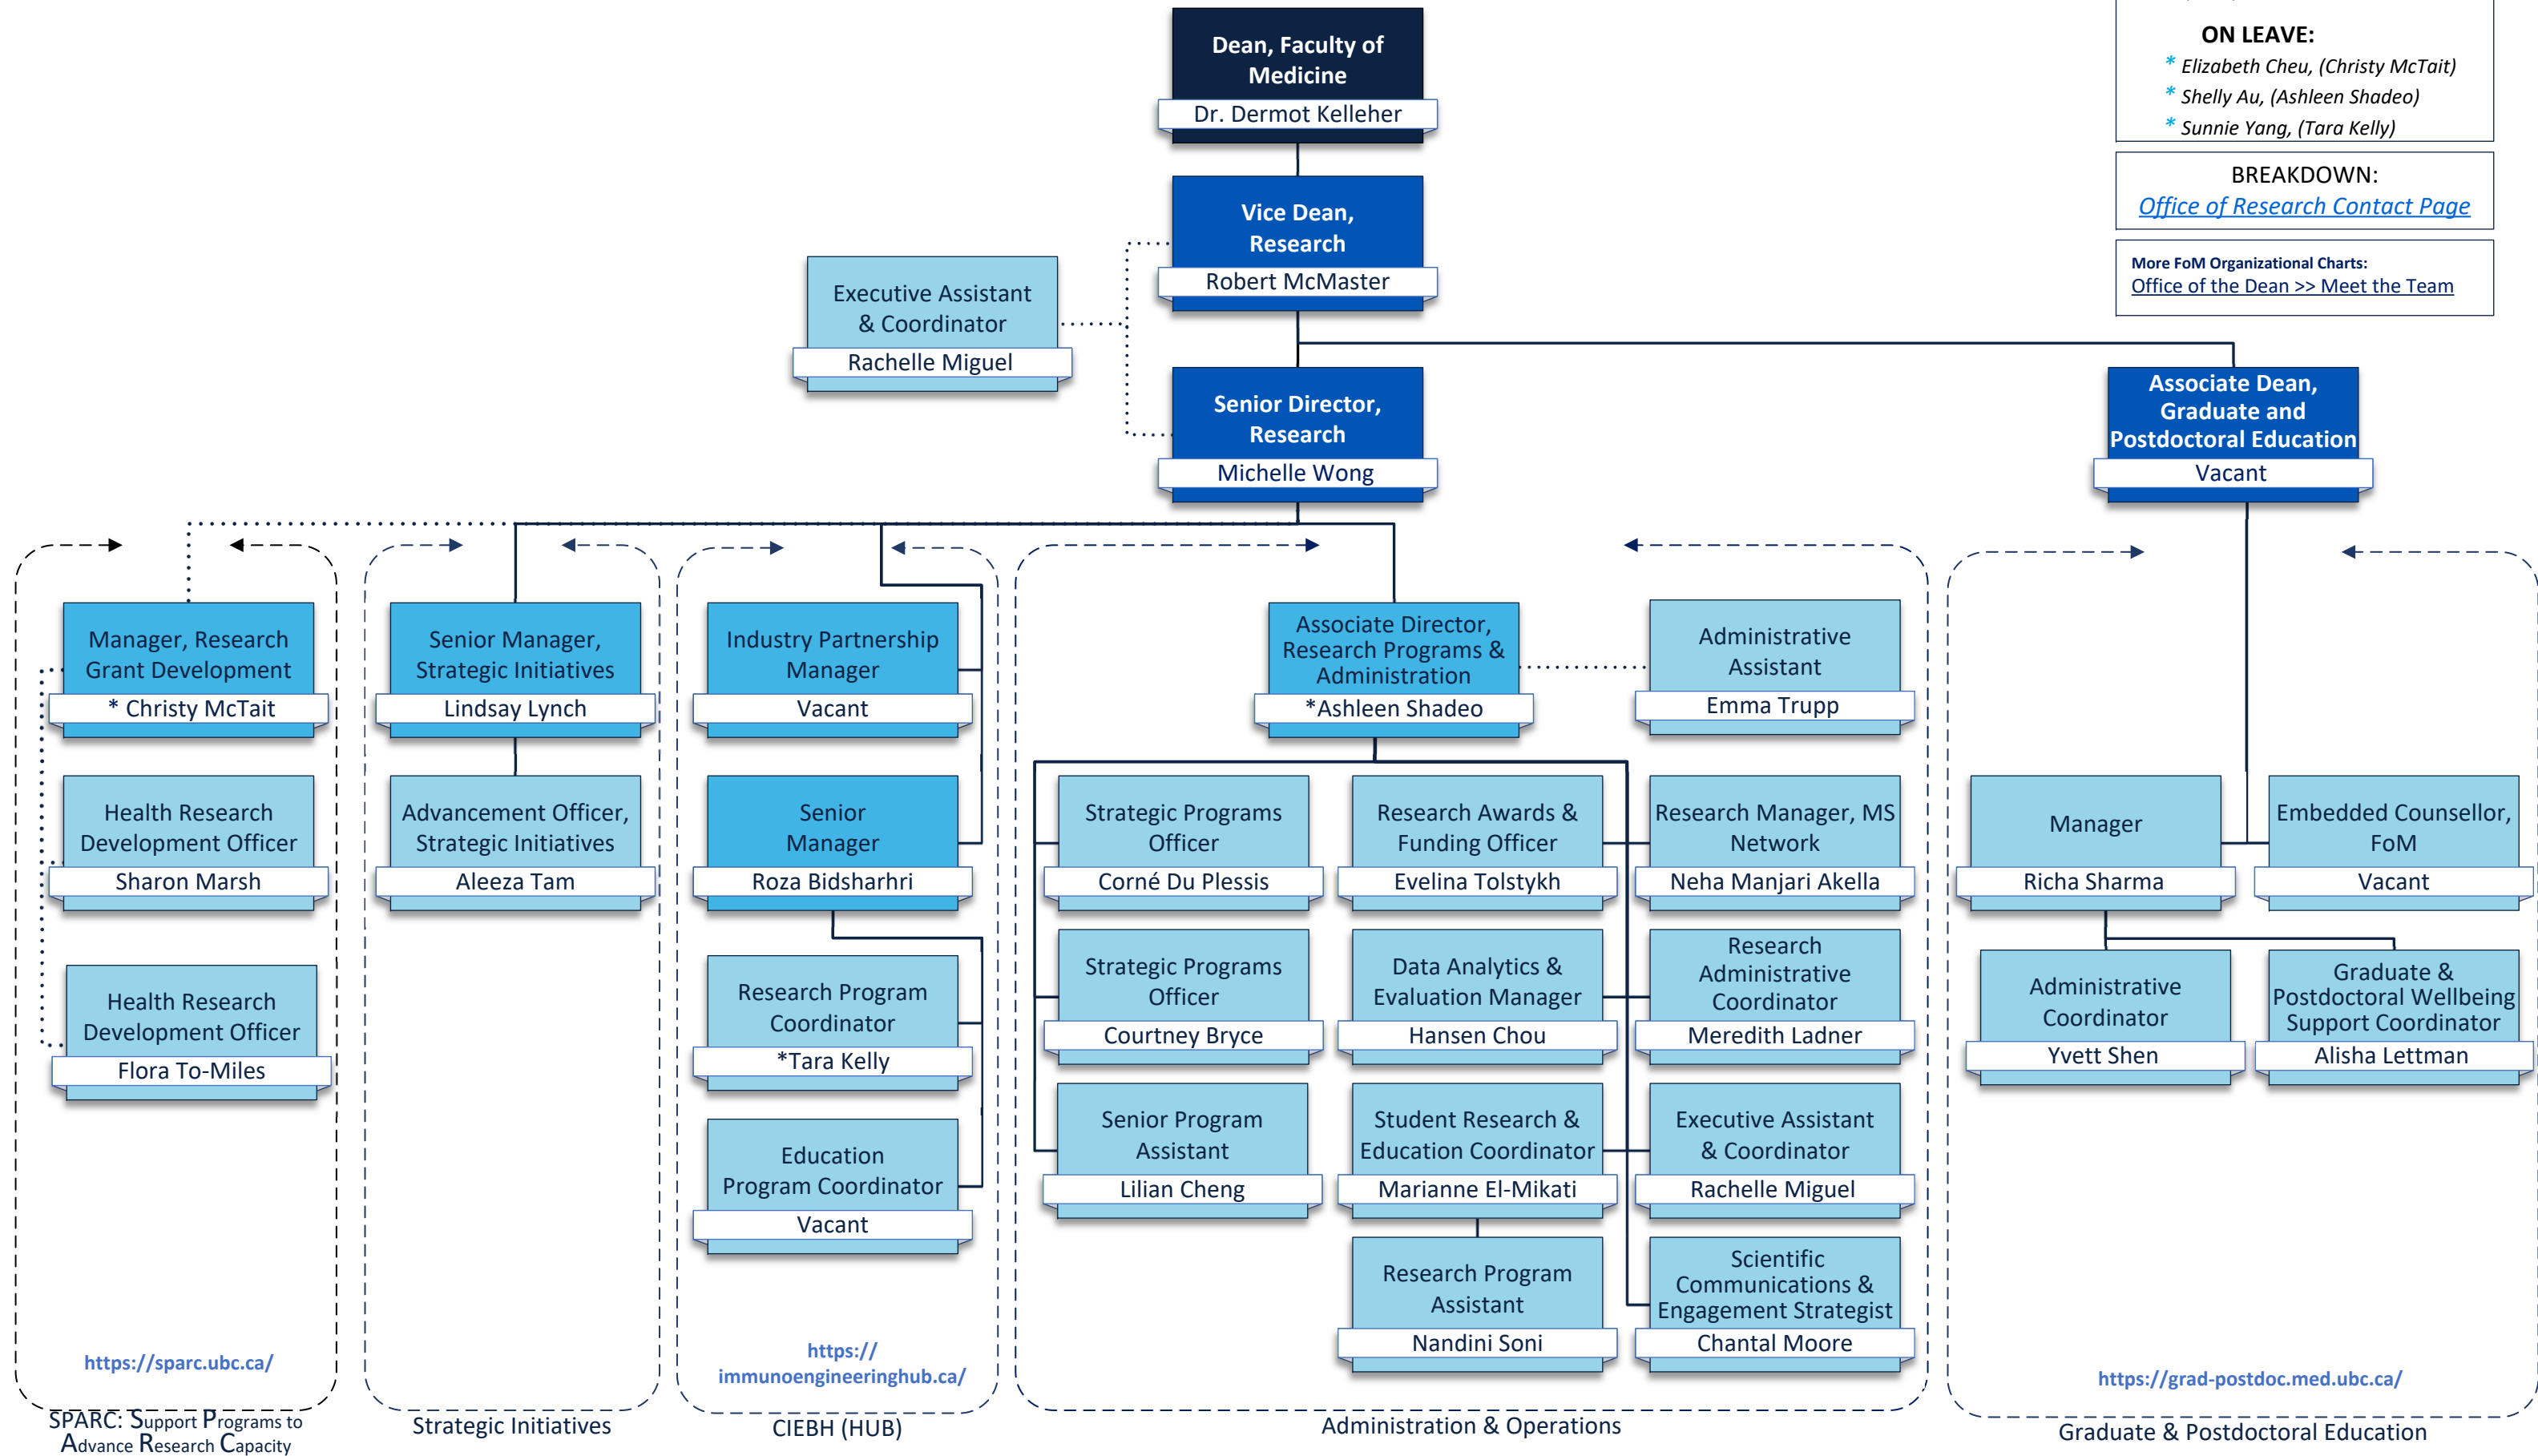 Dean, Faculty of
Medicine
Dr. Dermot Kelleher
ON LEAVE:
* Elizabeth Cheu, (Christy McTait)
* Shelly Au, (Ashleen Shadeo)
* Sunnie Yang, (Tara Kelly)
BREAKDOWN:
Office of Research Contact Page
More FoM Organizational Charts:
Office of the Dean >> Meet the Team
Vice Dean,
Research
Robert McMaster
Executive Assistant
& Coordinator
Rachelle Miguel
Senior Director,
Research
Michelle Wong
Associate Dean,
Graduate and
Postdoctoral Education
Vacant
Manager, Research
Grant Development
* Christy McTait
Health Research
Development Officer
Sharon Marsh
Health Research
Development Officer
Flora To-Miles
https://sparc.ubc.ca/
SPARC: Support Programs to
Advance Research Capacity
Senior Manager,
Strategic Initiatives
Lindsay Lynch
Advancement Officer,
Strategic Initiatives
Aleeza Tam
Strategic Initiatives
Industry Partnership
Manager
Vacant
Senior
Manager
Roza Bidsharhri
Research Program
Coordinator
*Tara Kelly
Education
Program Coordinator
Vacant
https://
immunoengineeringhub.ca/
CIEBH (HUB)
Associate Director,
Research Programs &
Administration
*Ashleen Shadeo
Administrative
Assistant
Emma Trupp
Strategic Programs
Officer
Corné Du Plessis
Research Awards &
Funding Officer
Evelina Tolstykh
Research Manager, MS
Network
Neha Manjari Akella
Strategic Programs
Officer
Courtney Bryce
Data Analytics &
Evaluation Manager
Hansen Chou
Research
Administrative
Coordinator
Meredith Ladner
Senior Program
Assistant
Lilian Cheng
Student Research &
Education Coordinator
Marianne El-Mikati
Executive Assistant
& Coordinator
Rachelle Miguel
Research Program
Assistant
Nandini Soni
Scientific
Communications &
Engagement Strategist
Chantal Moore
Administration & Operations
Manager
Richa Sharma
Embedded Counsellor,
FoM
Vacant
Administrative
Coordinator
Yvett Shen
Graduate &
Postdoctoral Wellbeing
Support Coordinator
Alisha Lettman
https://grad-postdoc.med.ubc.ca/
Graduate & Postdoctoral Education